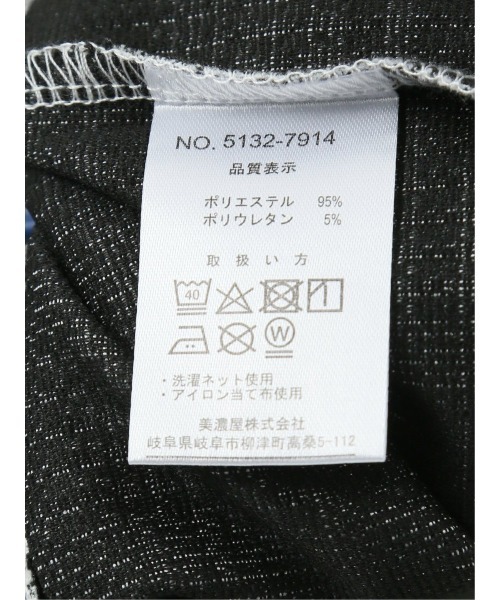 NO. 5132-7914
品質表示
ポリエステル 95%
ポリウレタン 5%
取扱い方
40
W
・洗濯ネット使用
・アイロン当て布使用
美濃屋株式会社
岐阜県岐阜市柳津町高桑5-112